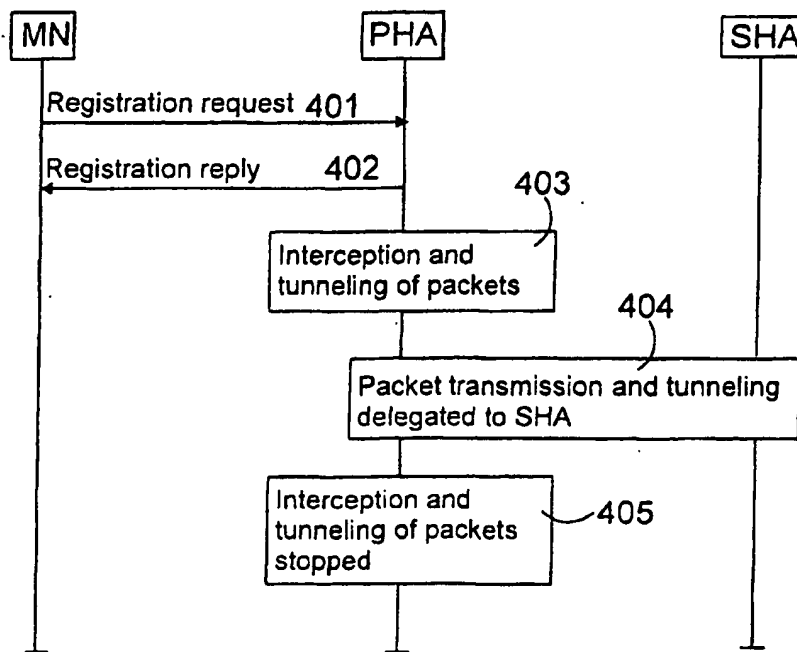 MN PHA SHA
Registration request 401
Registration reply 402
403
Interception and
tunneling of packets
404
Packet transmission and tunneling
delegated to SHA
Interception and
tunneling of packets
stopped
405